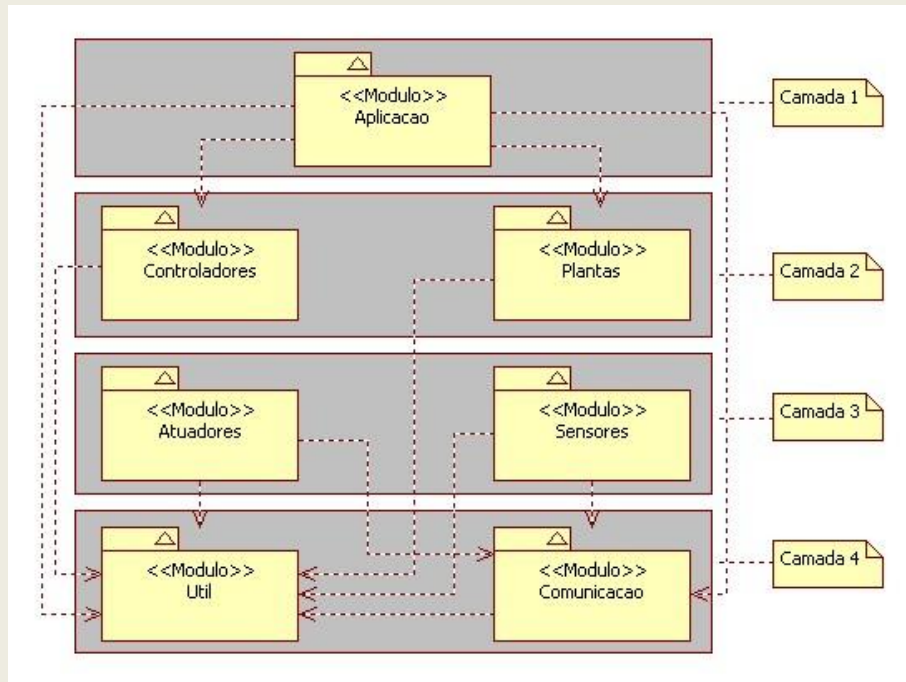 <<Modulo>>
Aplicacao
Camada 1
<<Modulo>>
Controladores
<<Modulo>>
Plantas
Camada 2
<<Modulo>>
Atuadores
<<Modulo>>
Sensores
Camada 3
<<Modulo>>
Util
<<Modulo>>
Comunicacao
Camada 4